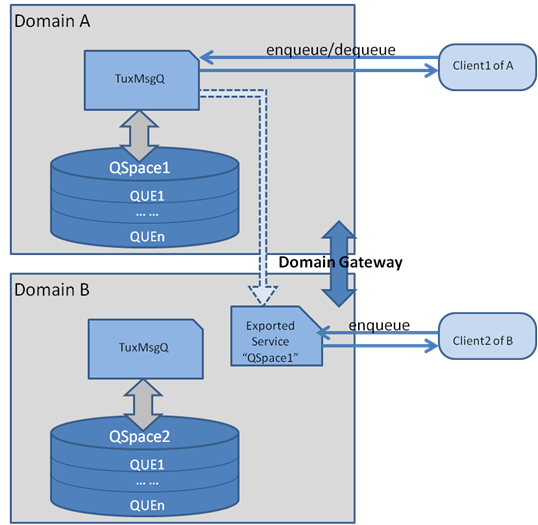 Domain A
enqueue/dequeue
TuxMsgQ
Client1 of A
QSpace1
QUE1
... ...
QUEn
Domain Gateway
Domain B
TuxMsgQ
Exported
Service
“QSpace1”
enqueue
Client2 of B
QSpace2
QUE1
... ...
QUEn